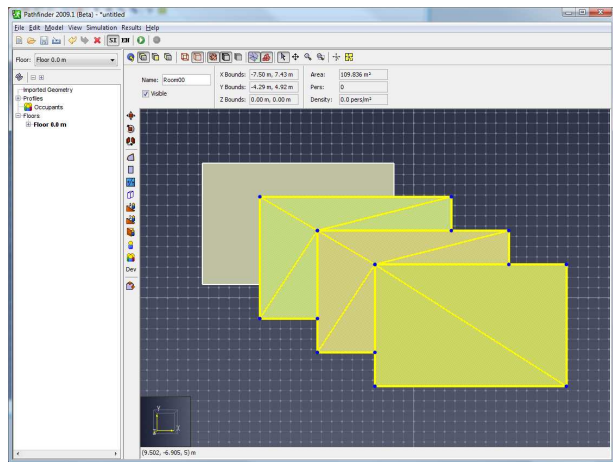 Pathfinder 2009.1 (Beta) - *untitled
File Edit Model View Simulation Results Help
SI EN
Floor: Floor 0.0 m
Name: Room00
Visible
X Bounds: -7.50 m, 7.43 m
Y Bounds: -4.29 m, 4.92 m
Z Bounds: 0.00 m, 0.00 m
Area: 109.836 m²
Pers: 0
Density: 0.0 pers/m²
Imported Geometry
Profiles
Occupants
Floors
Floor 0.0 m
Dev
Y
X
Z
(9.502, -6.905, 5) m